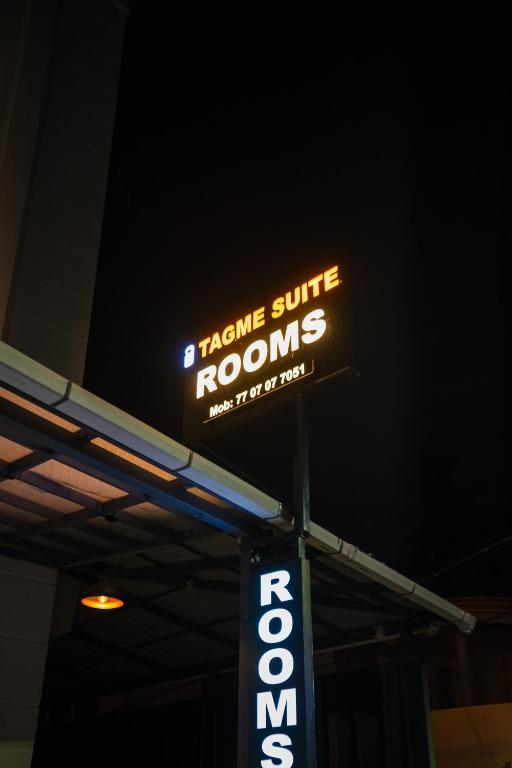 TAGME SUITE
ROOMS
Mob: 77 07 07 7051
ROOMS